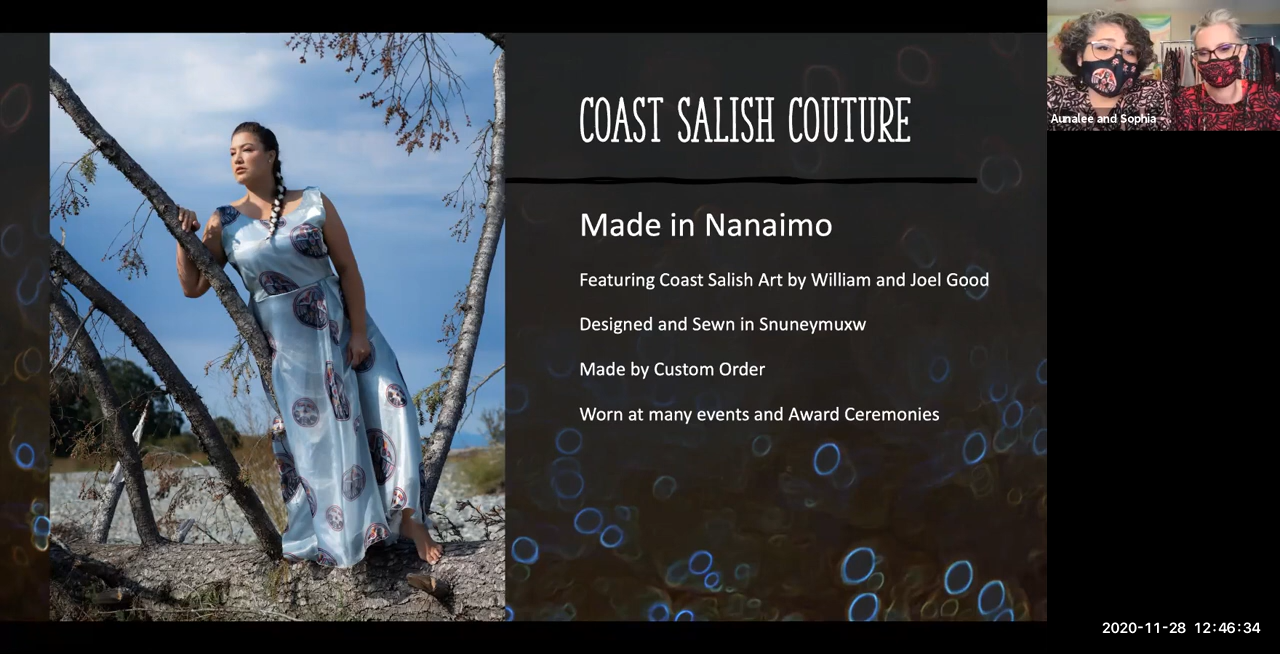 COAST SALISH COUTURE
Made in Nanaimo
Featuring Coast Salish Art by William and Joel Good
Designed and Sewn in Snuneymuxw
Made by Custom Order
Worn at many events and Award Ceremonies
Aunalee and Sophia -
2020-11-28 12:46:34